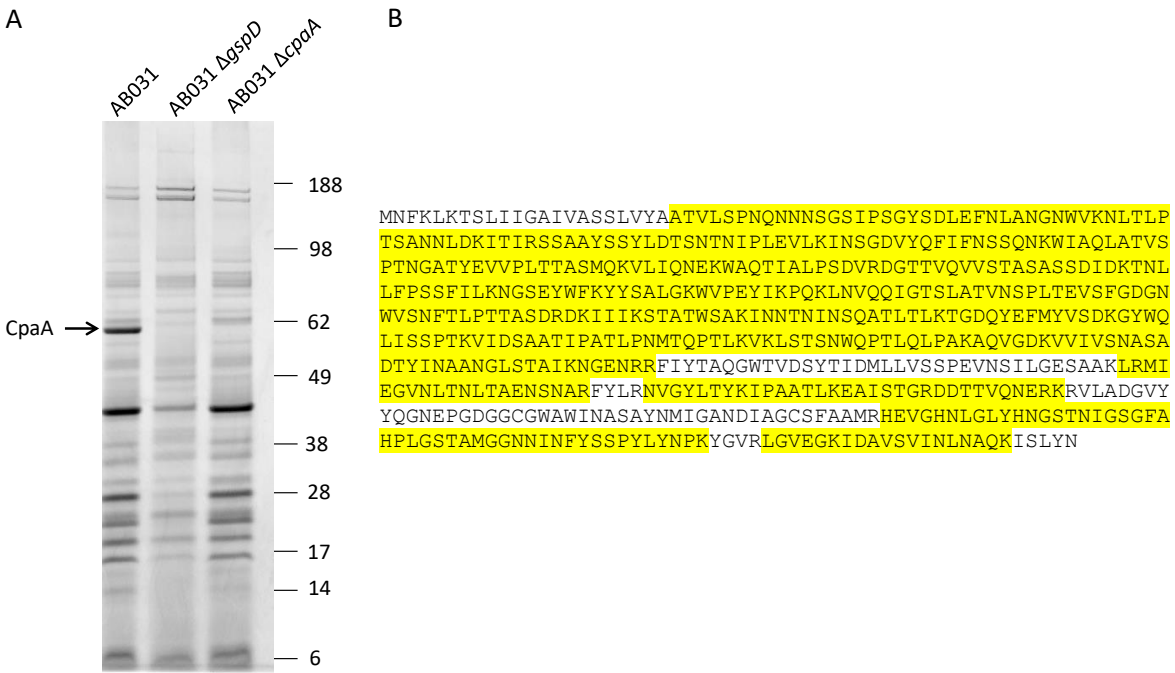 A
B
AB031
AB031 ΔgspD
AB031 ΔcpaA
188
98
CpaA
62
49
38
28
17
14
6
MNFKLKTSLIIGAIVASSLVYAATVLSPNQNNNSGSIPSGYSDLEFNLANGNWVKNLTLP
TSANNLDKITIRSSAAYSSYLDTSNTNIPLEVLKINSGDVYQFIFNSSQNKWIAQLATVS
PTNGATYEVVPLTTASMQKVLIQNEKWAQTIALPSDVRDGTTVQVVSTASASSDIDKTNL
LFPSSFILKNGSEYWFKYYSALGKWVPEYIKPQKLNVQQIGTSLATVNSPLTEVSFGDGN
WVSNFTLPTTASDRDKIIIKSTATWSAKINNTNINSQATLTLKTGDQYEFMYVSDKGYWQ
LISSPTKVIDSAATIPATLPNMTQPTLKVKLSTSNWQPTLQLPAKAQVGDKVVIVSNASA
DTYINAANGLSTAIKNGENRRFIYTAQGWTVDSYTIDMLLVSSPEVNSILGESAAKLRMI
EGVNLTNLTAENSNARFYLRNVGYLTYKIPAATLKEAISTGRDDTTVQNERKRVLADGVY
YQGNEPGDGGCGWAWINASAYNMIGANDIAGCSFAAMRHEVGHNLGLYHNGSTNIGSGFA
HPLGSTAMGGNNINFYSSPYLYNPKYGVRLGVEGKIDAVSVINLNAQKISLYN